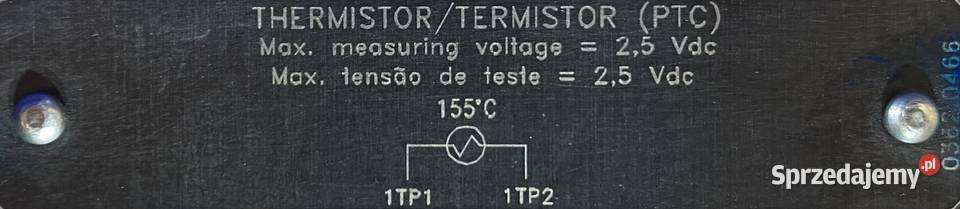 THERMISTOR/TERMISTOR (PTC)
Max. measuring voltage = 2,5 Vdc
Max. tensão de teste = 2,5 Vdc
155°C
1TP1 1TP2
Sprzedajemy.pl